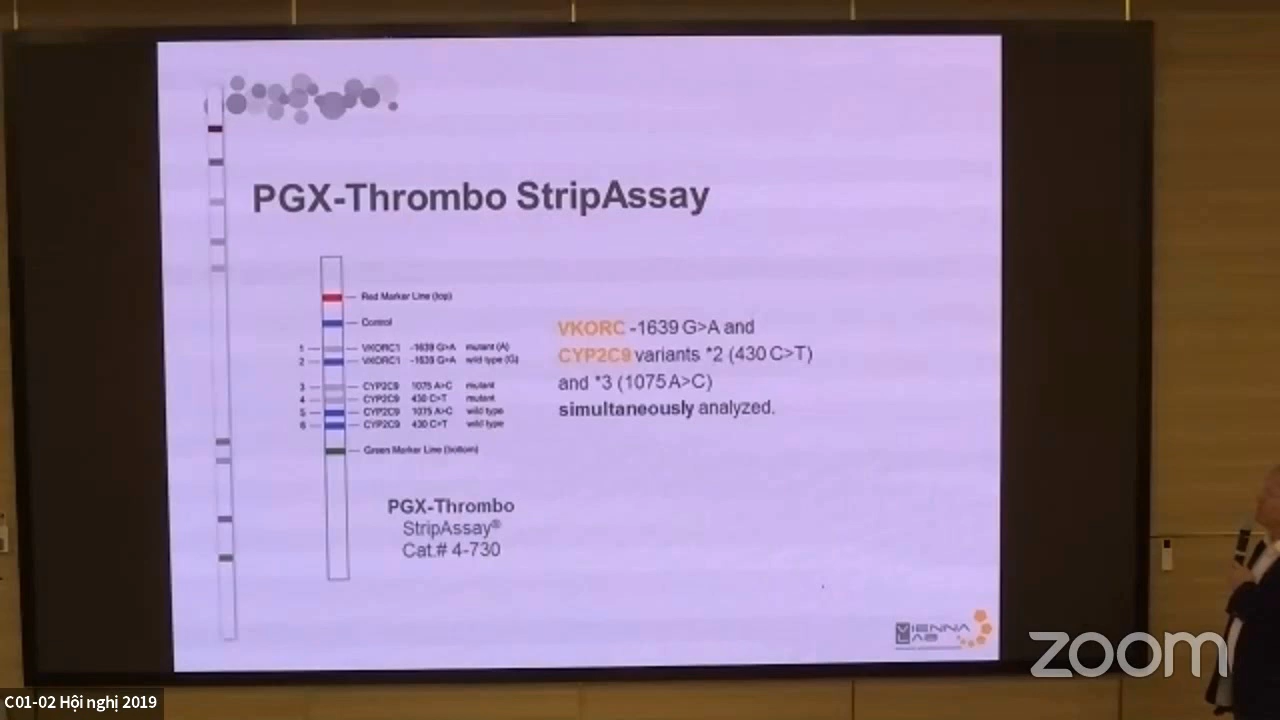 PGX-Thrombo StripAssay
Red Marker Line (top)
Control
1 VKORC1 -1639 G>A mutant (A)
2 VKORC1 -1639 G>A wild type (G)
3 CYP2C9 1075 A>C mutant
4 CYP2C9 430 C>T mutant
5 CYP2C9 1075 A>C wild type
6 CYP2C9 430 C>T wild type
Green Marker Line (bottom)
VKORC -1639 G>A and
CYP2C9 variants *2 (430 C>T)
and *3 (1075 A>C)
simultaneously analyzed.
PGX-Thrombo
StripAssay®
Cat.# 4-730
VIENNA
LAB
zoom
C01-02 Hội nghị 2019